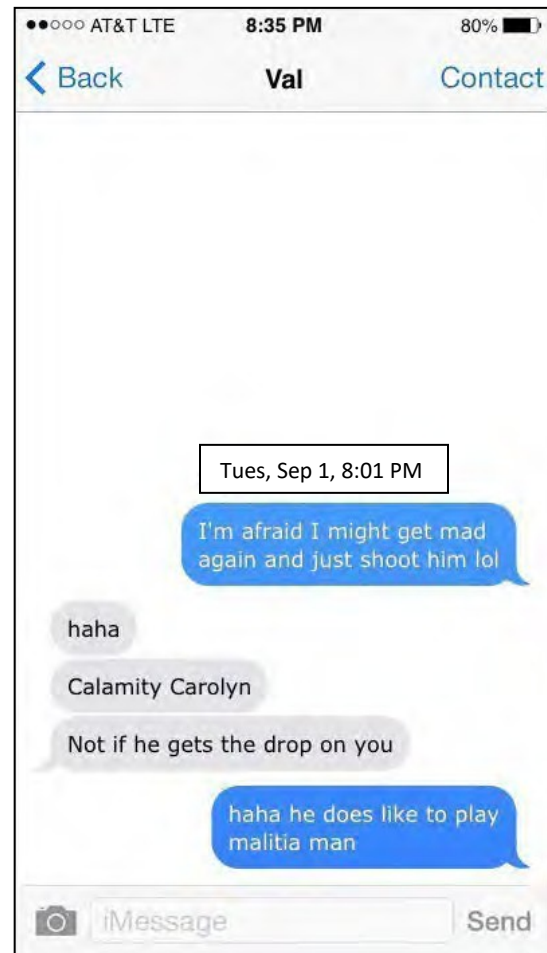 ●●○○○ AT&T LTE 8:35 PM 80%
Back Val Contact
Tues, Sep 1, 8:01 PM
I'm afraid I might get mad
again and just shoot him lol
haha
Calamity Carolyn
Not if he gets the drop on you
haha he does like to play
malitia man
iMessage Send